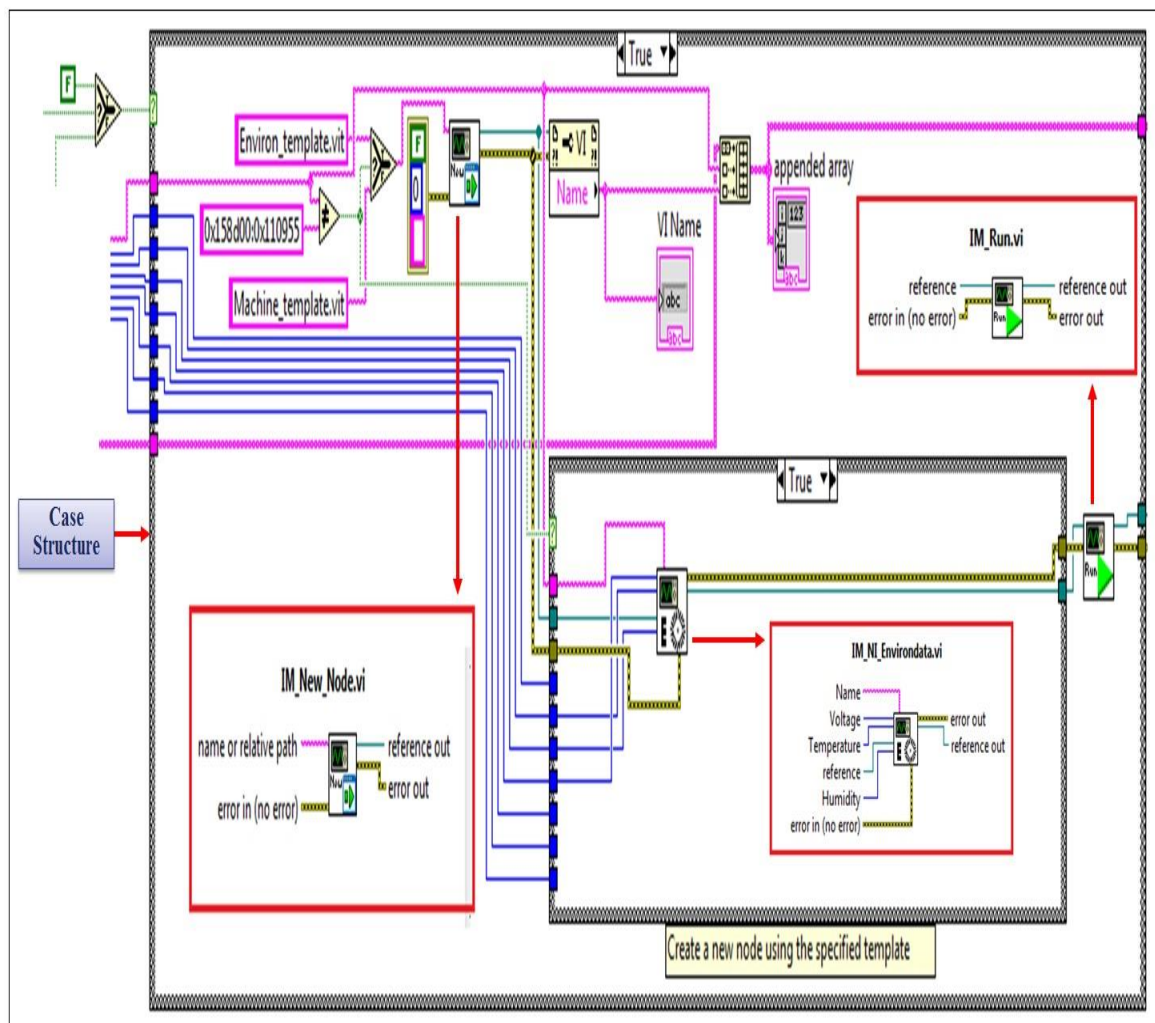 True
F
?
Environ_template.vit
F
0
New
VI
Name
appended array
123
abc
0x158d00:0x110955
VI Name
abc
abc
Machine_template.vit
IM_Run.vi
reference
reference out
error in (no error)
Run
error out
True
Case
Structure
?
Run
IM_New_Node.vi
name or relative path
reference out
New
error out
error in (no error)
IM_NI_Environdata.vi
Name
Voltage
error out
Temperature
reference out
reference
Humidity
error in (no error)
Create a new node using the specified template